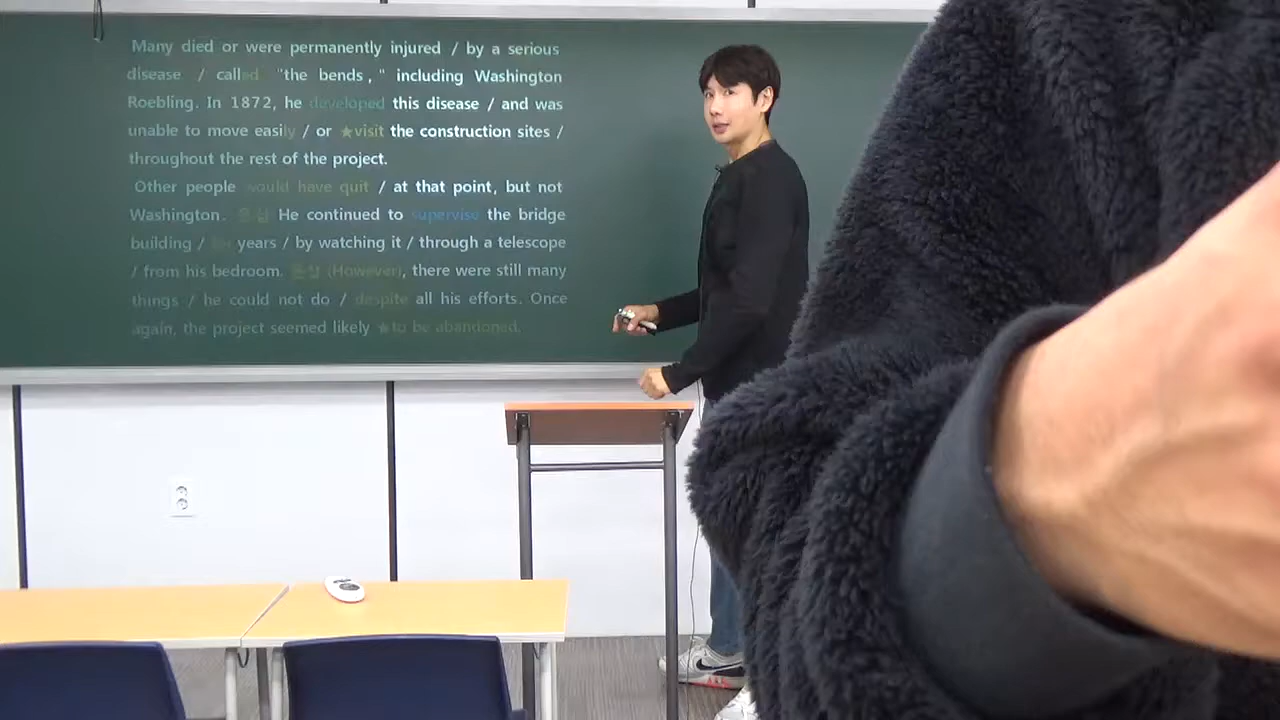 Many died or were permanently injured / by a serious
disease / called "the bends," including Washington
Roebling. In 1872, he developed this disease / and was
unable to move easily / or ★visit the construction sites /
throughout the rest of the project.
Other people would have quit / at that point, but not
Washington. He continued to supervise the bridge
building / for years / by watching it / through a telescope
/ from his bedroom. (However), there were still many
things / he could not do / despite all his efforts. Once
again, the project seemed likely ★to be abandoned.